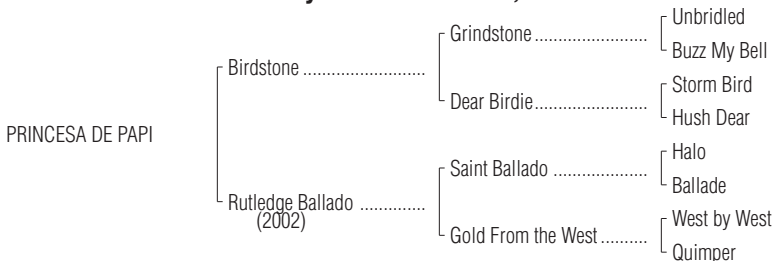 Grindstone
Unbridled
Buzz My Bell
Birdstone
Dear Birdie
Storm Bird
Hush Dear
PRINCESA DE PAPI
Saint Ballado
Halo
Ballade
Rutledge Ballado
(2002)
Gold From the West
West by West
Quimper